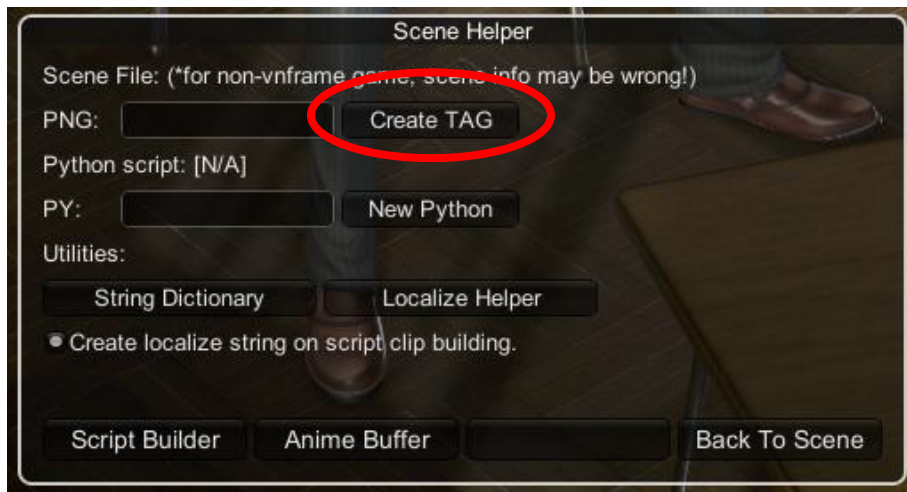 Scene Helper
Scene File: (*for non-vnframe game, scene info may be wrong!)
PNG: Create TAG
Python script: [N/A]
PY: New Python
Utilities:
String Dictionary Localize Helper
Create localize string on script clip building.
Script Builder Anime Buffer Back To Scene